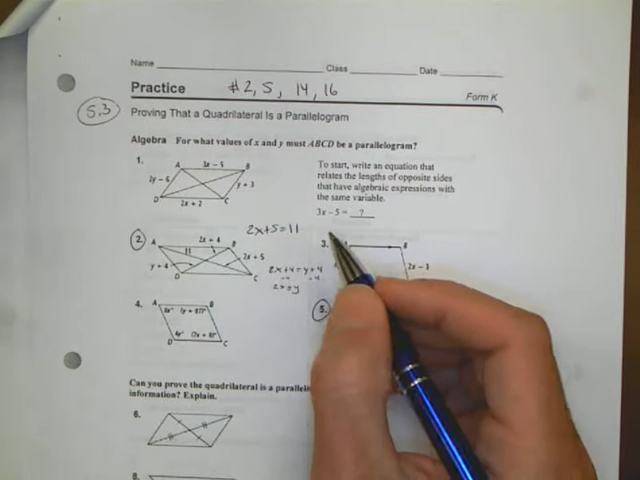 Name Class Date
Practice #2, 5, 14, 16 Form K
5.3 Proving That a Quadrilateral Is a Parallelogram
Algebra For what values of x and y must ABCD be a parallelogram?
1. A 3x − 5 B
2y − 6 y + 3
D 2x + 2 C
To start, write an equation that
relates the lengths of opposite sides
that have algebraic expressions with
the same variable.
3x − 5 = ?
2x+5=11
2. A 2x + 4 B
11 2x + 5
y + 4 D C
2x+4=y+4
-4 -4
2x=y
3. B
2x − 1
5.
4. A B
D C
Can you prove the quadrilateral is a
information? Explain.
6.
8.